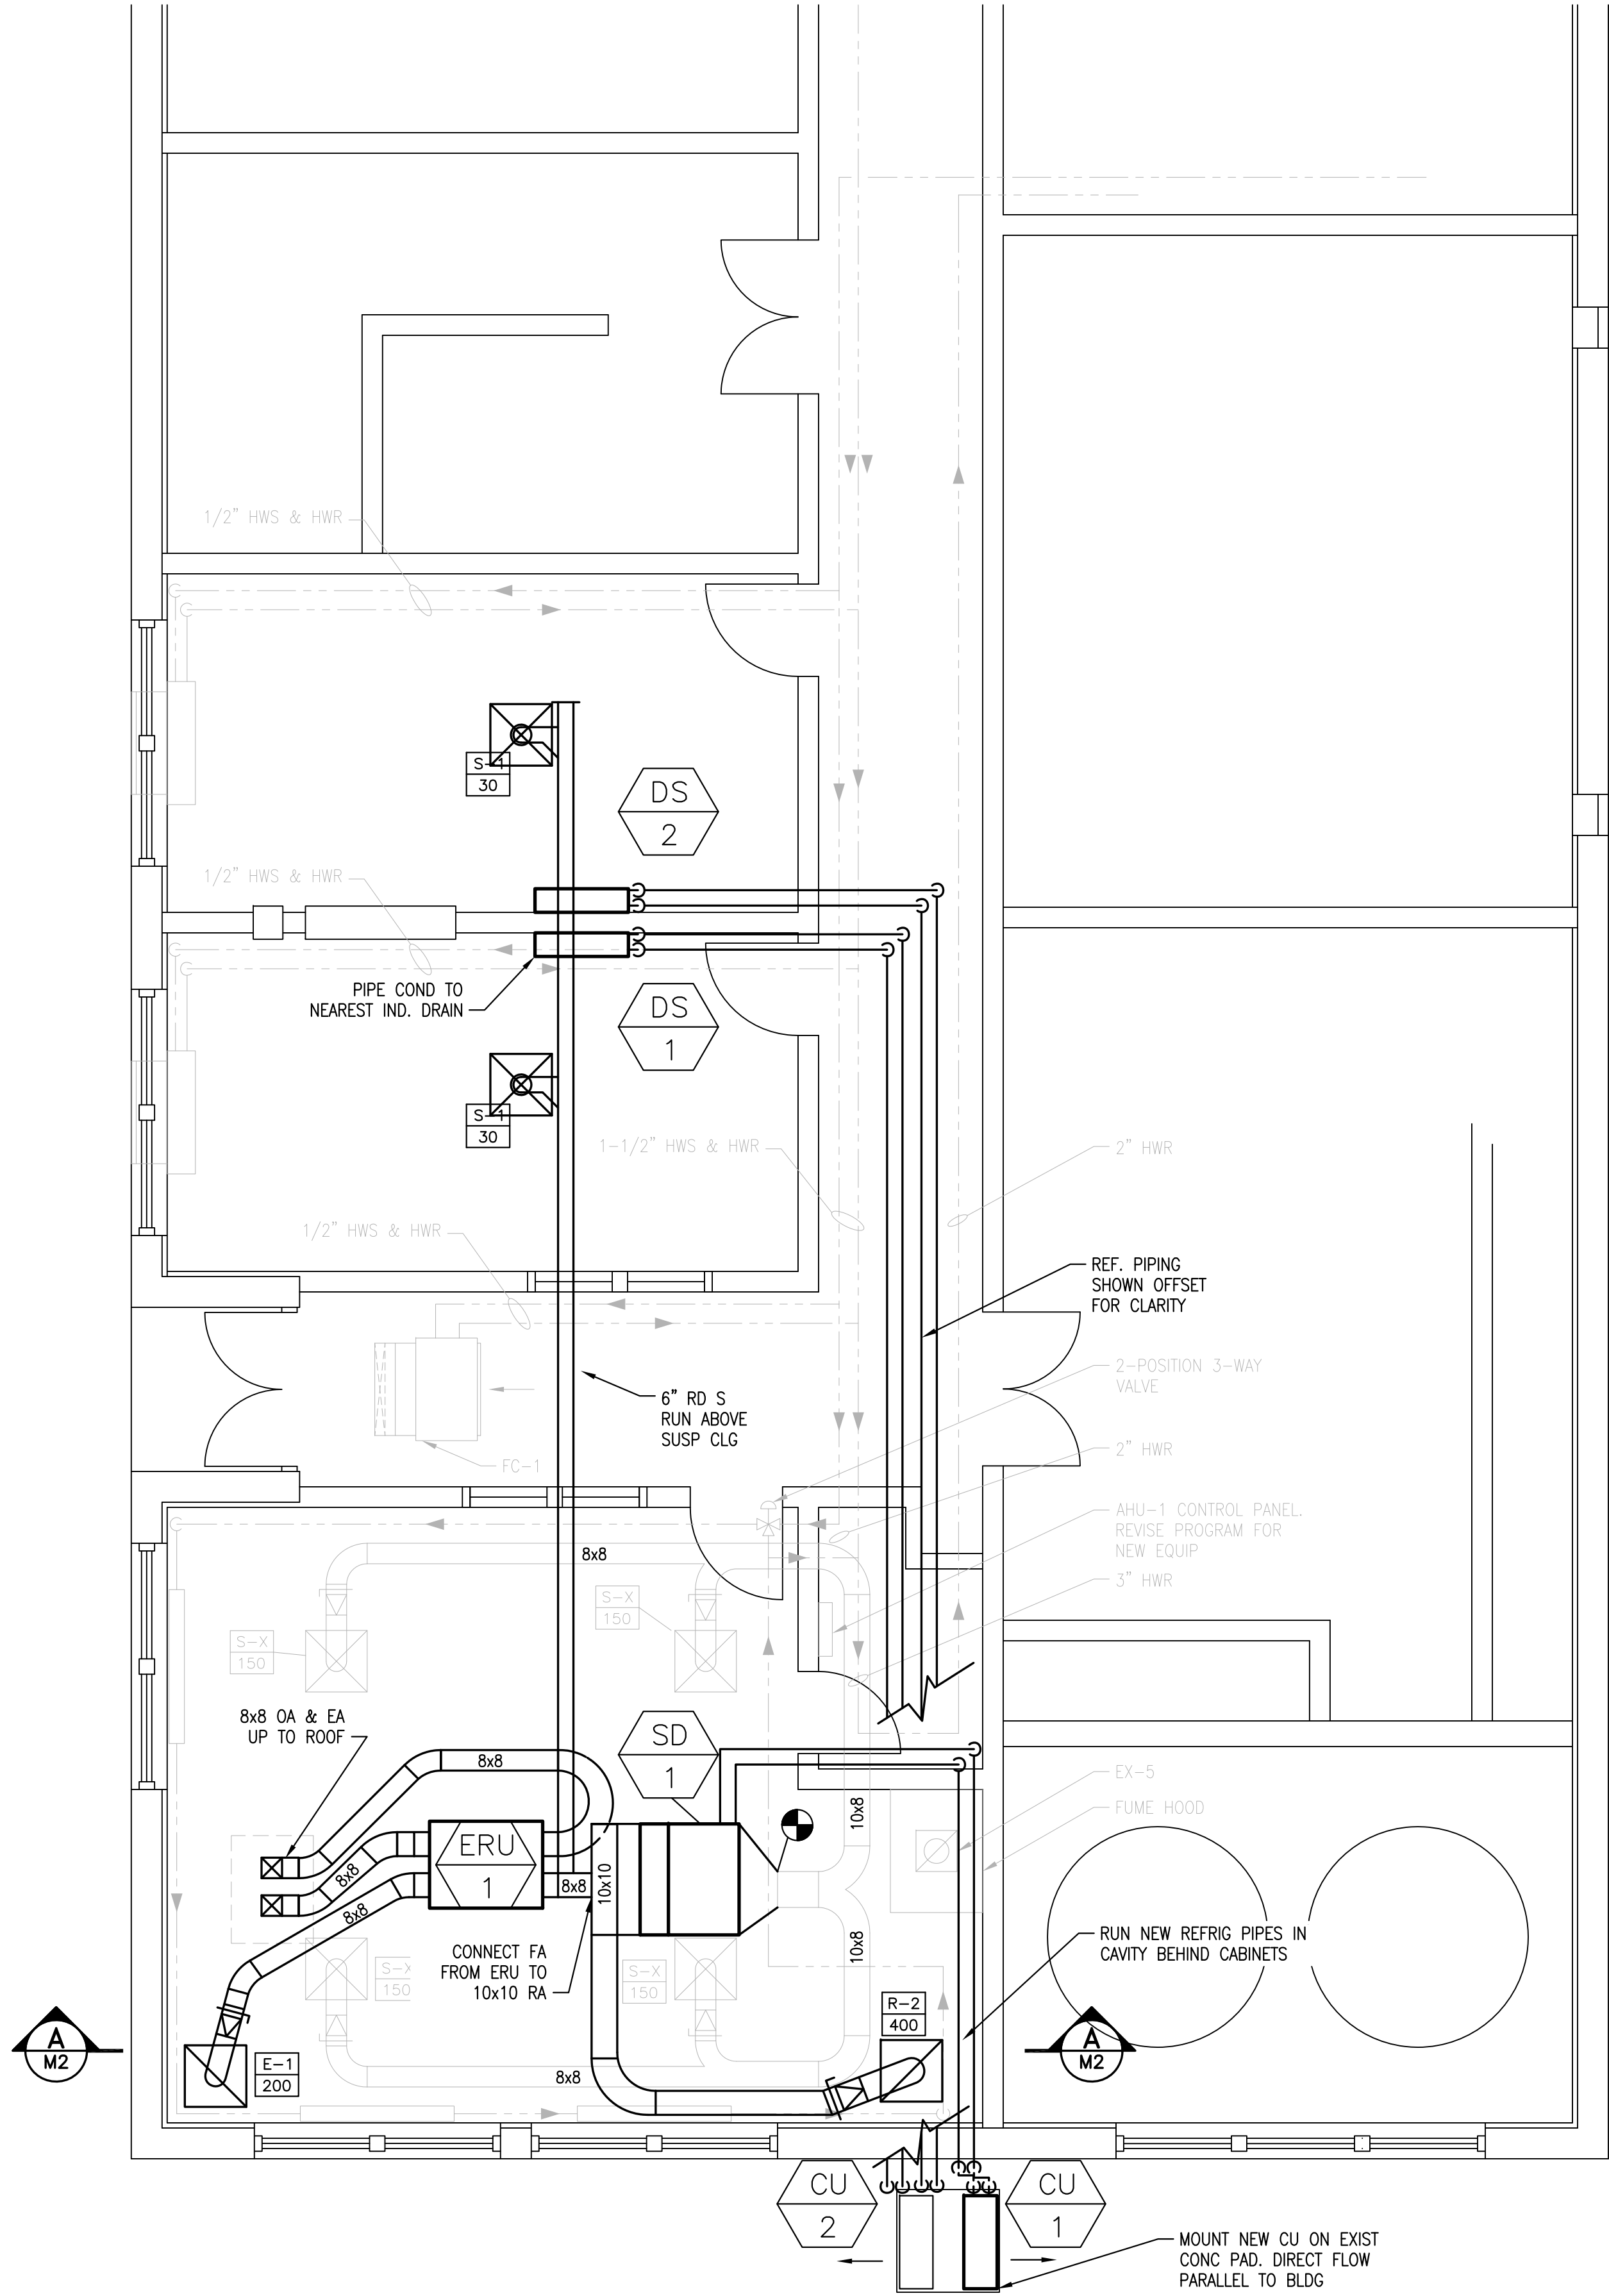 1/2" HWS & HWR
S-1
30
DS
2
1/2" HWS & HWR
PIPE COND TO
NEAREST IND. DRAIN
DS
1
S-1
30
1-1/2" HWS & HWR
2" HWR
1/2" HWS & HWR
REF. PIPING
SHOWN OFFSET
FOR CLARITY
2-POSITION 3-WAY
VALVE
6" RD S
RUN ABOVE
SUSP CLG
FC-1
2" HWR
AHU-1 CONTROL PANEL.
REVISE PROGRAM FOR
NEW EQUIP
3" HWR
8x8
S-X
150
S-X
150
8x8 OA & EA
UP TO ROOF
8x8
SD
1
EX-5
FUME HOOD
10x8
ERU
1
8x8
8x8
8x8
10x10
CONNECT FA
FROM ERU TO
10x10 RA
S-X
150
S-X
150
10x8
RUN NEW REFRIG PIPES IN
CAVITY BEHIND CABINETS
R-2
400
A
M2
E-1
200
8x8
A
M2
CU
2
CU
1
MOUNT NEW CU ON EXIST
CONC PAD. DIRECT FLOW
PARALLEL TO BLDG